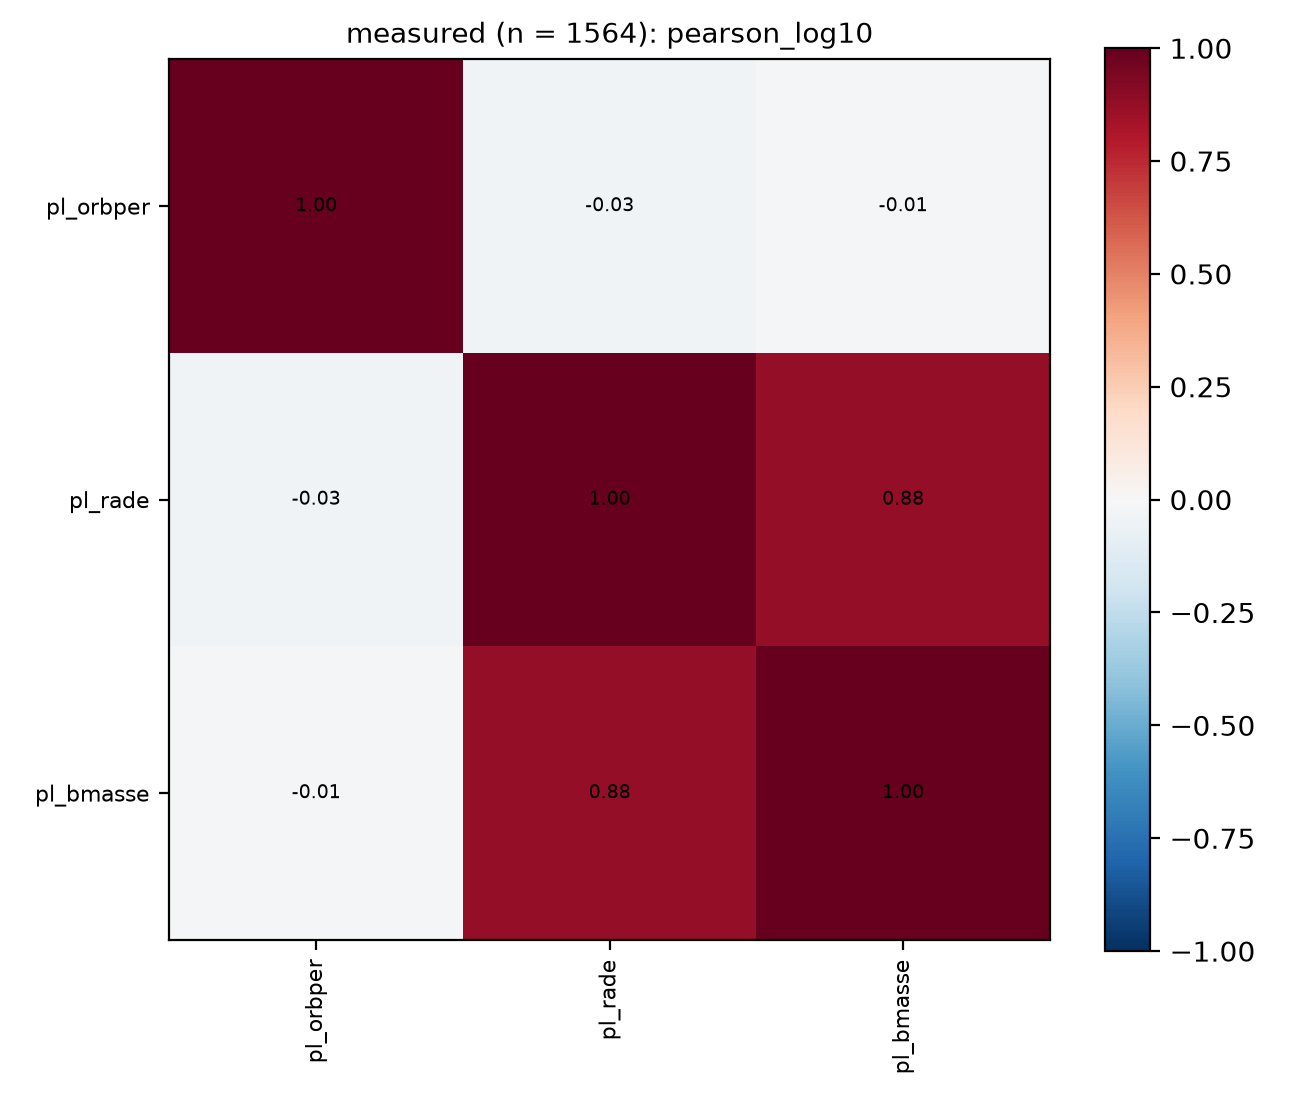 measured (n = 1564): pearson_log10
pl_orbper
1.00
-0.03
-0.01
pl_rade
-0.03
1.00
0.88
pl_bmasse
-0.01
0.88
1.00
pl_orbper
pl_rade
pl_bmasse
1.00
0.75
0.50
0.25
0.00
−0.25
−0.50
−0.75
−1.00